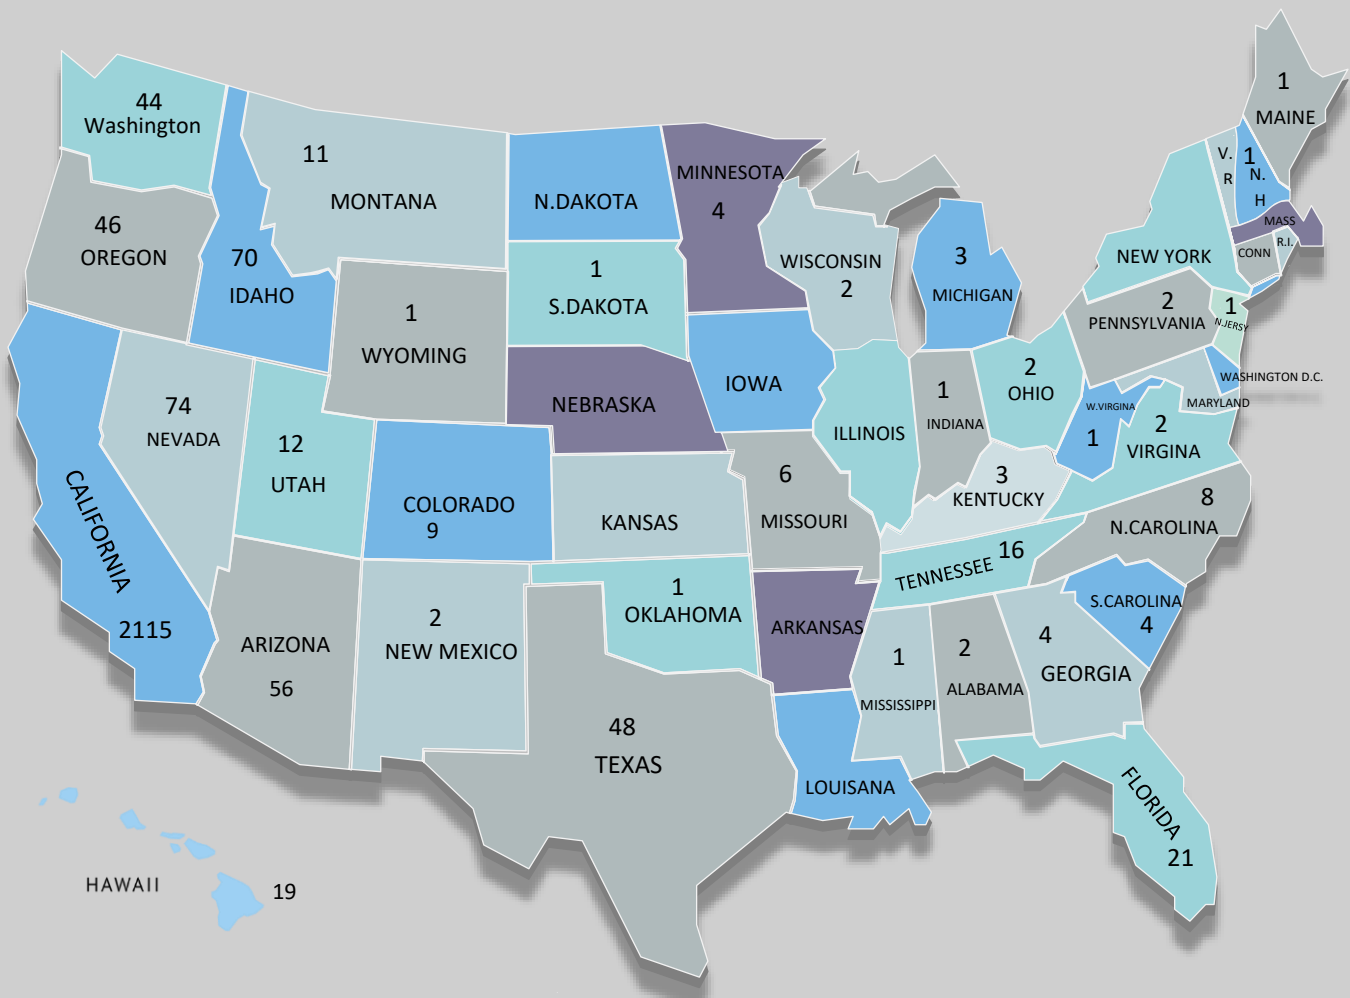 1
MAINE
44
Washington
V.
R
1
N.
H
11
MONTANA
MINNESOTA
4
N.DAKOTA
MASS
46
OREGON
70
IDAHO
1
S.DAKOTA
WISCONSIN
2
3
MICHIGAN
NEW YORK
CONN
R.I.
1
WYOMING
2
PENNSYLVANIA
1
N.JERSY
74
NEVADA
NEBRASKA
IOWA
ILLINOIS
1
INDIANA
2
OHIO
WASHINGTON D.C.
MARYLAND
W.VIRGINA
1
2
VIRGINA
12
UTAH
COLORADO
9
KANSAS
6
MISSOURI
3
KENTUCKY
8
N.CAROLINA
CALIFORNIA
2115
ARIZONA
56
2
NEW MEXICO
1
OKLAHOMA
ARKANSAS
TENNESSEE
16
S.CAROLINA
4
1
MISSISSIPPI
2
ALABAMA
4
GEORGIA
48
TEXAS
LOUISANA
FLORIDA
21
HAWAII
19